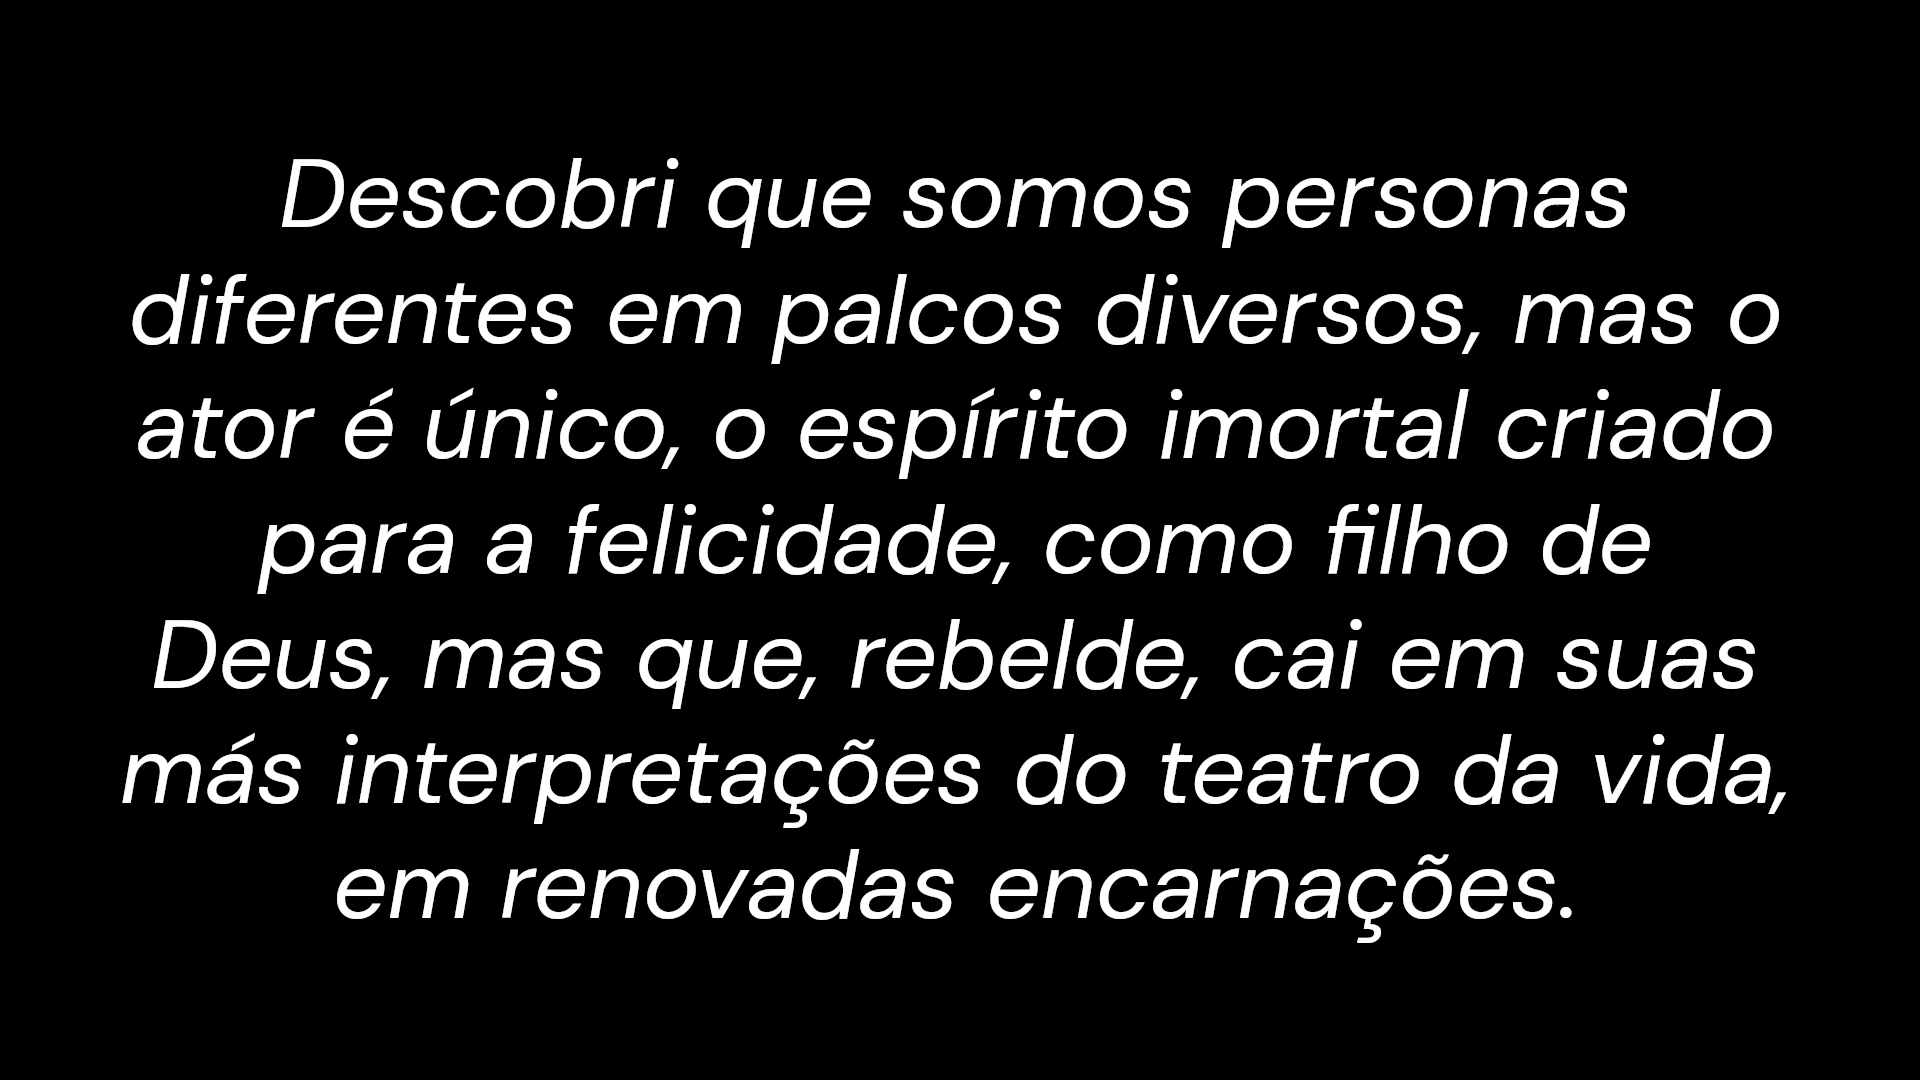 Descobri que somos personas
diferentes em palcos diversos, mas o
ator é único, o espírito imortal criado
para a felicidade, como filho de
Deus, mas que, rebelde, cai em suas
más interpretações do teatro da vida,
em renovadas encarnações.